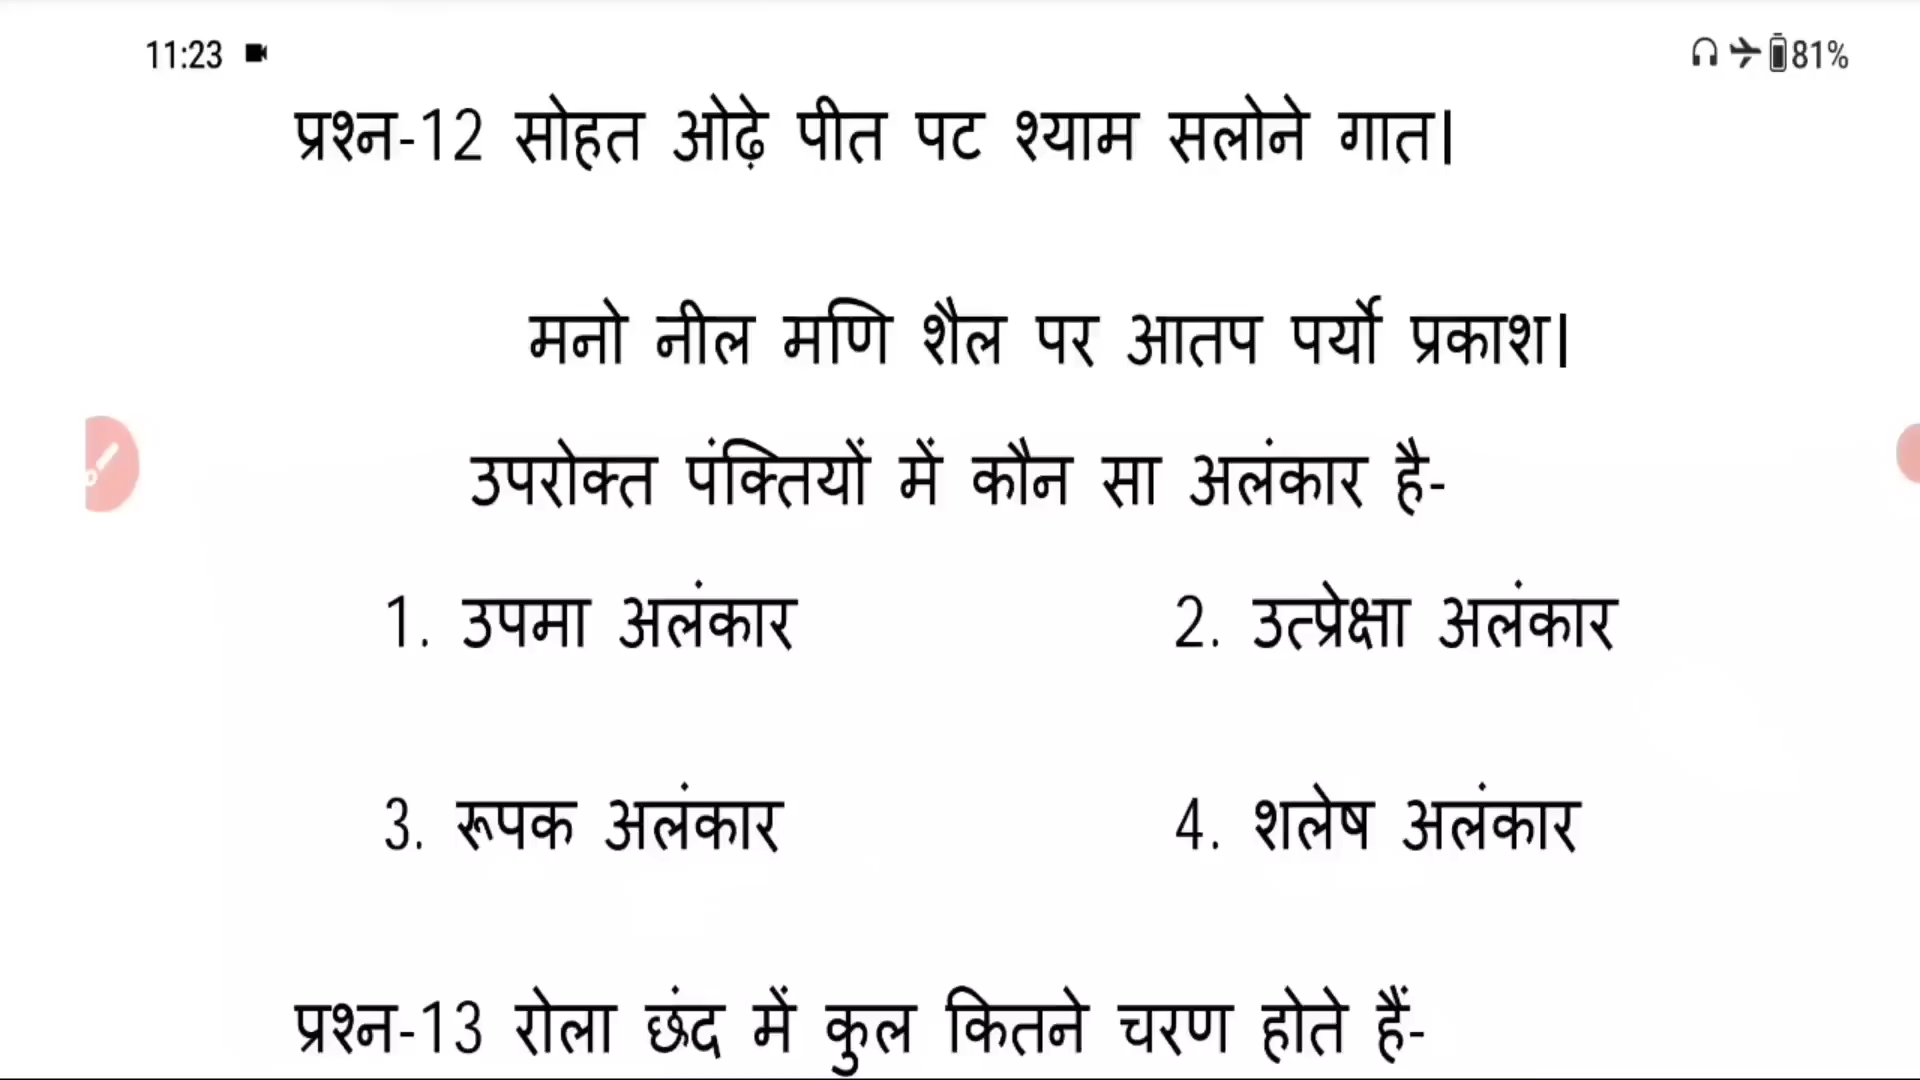 11:23 81%
प्रश्न-12 सोहत ओढ़े पीत पट श्याम सलोने गात।
मनो नील मणि शैल पर आतप पर्यो प्रकाश।
उपरोक्त पंक्तियों में कौन सा अलंकार है-
1. उपमा अलंकार 2. उत्प्रेक्षा अलंकार
3. रूपक अलंकार 4. शलेष अलंकार
प्रश्न-13 रोला छंद में कुल कितने चरण होते हैं-